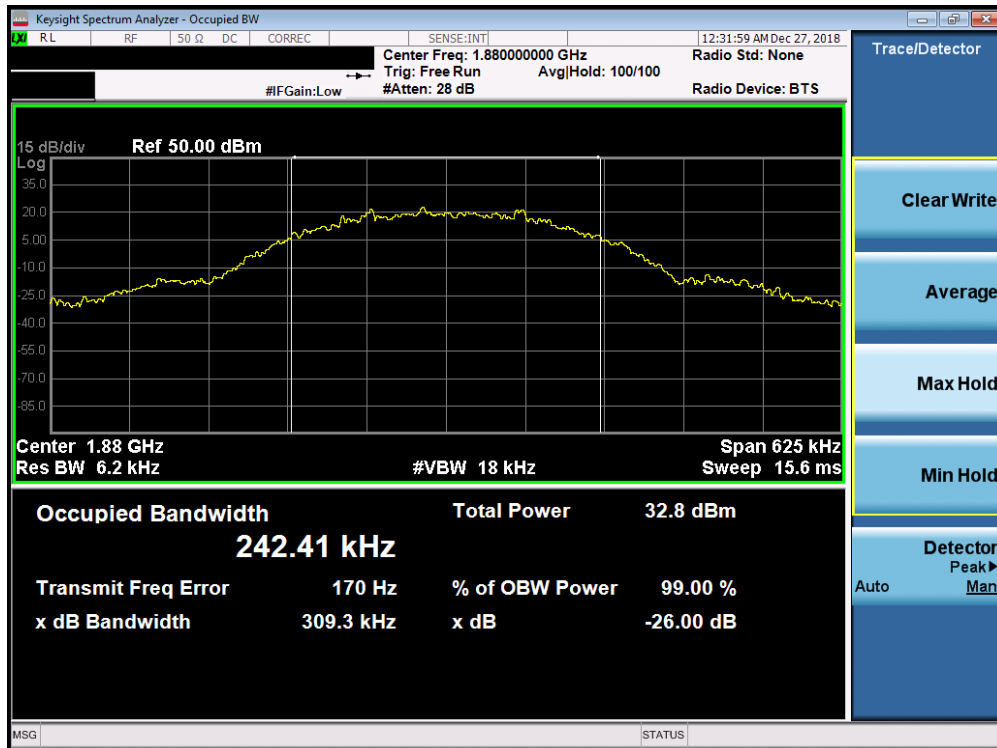 Keysight Spectrum Analyzer - Occupied BW
LXI RL RF 50 Ω DC CORREC SENSE:INT 12:31:59 AM Dec 27, 2018
Center Freq: 1.880000000 GHz Radio Std: None
Trig: Free Run Avg|Hold: 100/100
#IFGain:Low #Atten: 28 dB Radio Device: BTS
15 dB/div Ref 50.00 dBm
Log
35.0
20.0
5.00
-10.0
-25.0
-40.0
-55.0
-70.0
-85.0
Center 1.88 GHz Span 625 kHz
Res BW 6.2 kHz #VBW 18 kHz Sweep 15.6 ms
Occupied Bandwidth Total Power 32.8 dBm
242.41 kHz
Transmit Freq Error 170 Hz % of OBW Power 99.00 %
x dB Bandwidth 309.3 kHz x dB -26.00 dB
MSG STATUS
Trace/Detector
Clear Write
Average
Max Hold
Min Hold
Detector
Peak▶
Auto Man